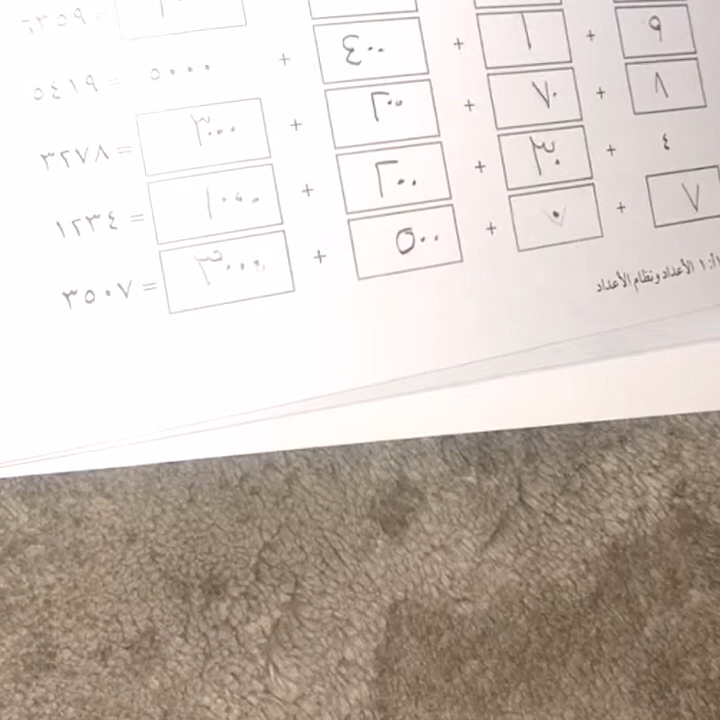 ٥٤١٩ = ٥٠٠٠ + ٤٠٠ + ١ + ٩
٣٢٧٨ = ٣٠٠٠ + ٢٠٠ + ٧٠ + ٨
١٢٣٤ = ١٠٠٠ + ٢٠٠ + ٣٠ + ٤
٣٥٠٧ = ٣٠٠٠ + ٥٠٠ + ٠ + ٧
١ الأعداد ونظام الأعداد